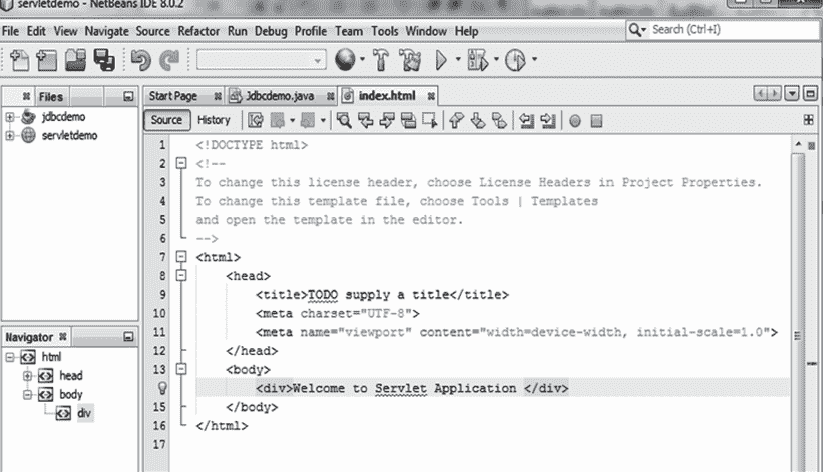 servletdemo - NetBeans IDE 8.0.2
File Edit View Navigate Source Refactor Run Debug Profile Team Tools Window Help
Search (Ctrl+I)
Files
Start Page
Jdbcdemo.java
index.html
jdbcdemo
servletdemo
Source History
1 <!DOCTYPE html>
2 <!--
3 To change this license header, choose License Headers in Project Properties.
4 To change this template file, choose Tools | Templates
5 and open the template in the editor.
6 -->
7 <html>
8 <head>
9 <title>TODO supply a title</title>
10 <meta charset="UTF-8">
11 <meta name="viewport" content="width=device-width, initial-scale=1.0">
12 </head>
13 <body>
<div>Welcome to Servlet Application </div>
15 </body>
16 </html>
17
Navigator
html
head
body
div